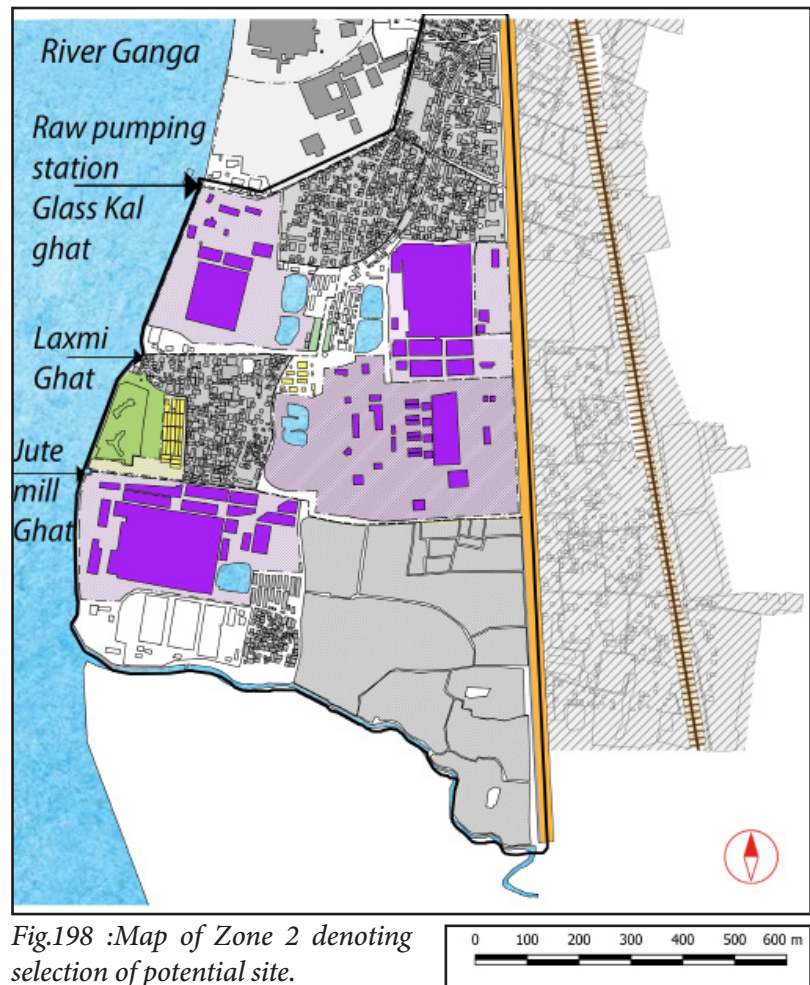 River Ganga
Raw pumping
station
Glass Kal
ghat
Laxmi
Ghat
Jute
mill
Ghat
Fig.198 :Map of Zone 2 denoting
selection of potential site.
0 100 200 300 400 500 600 m